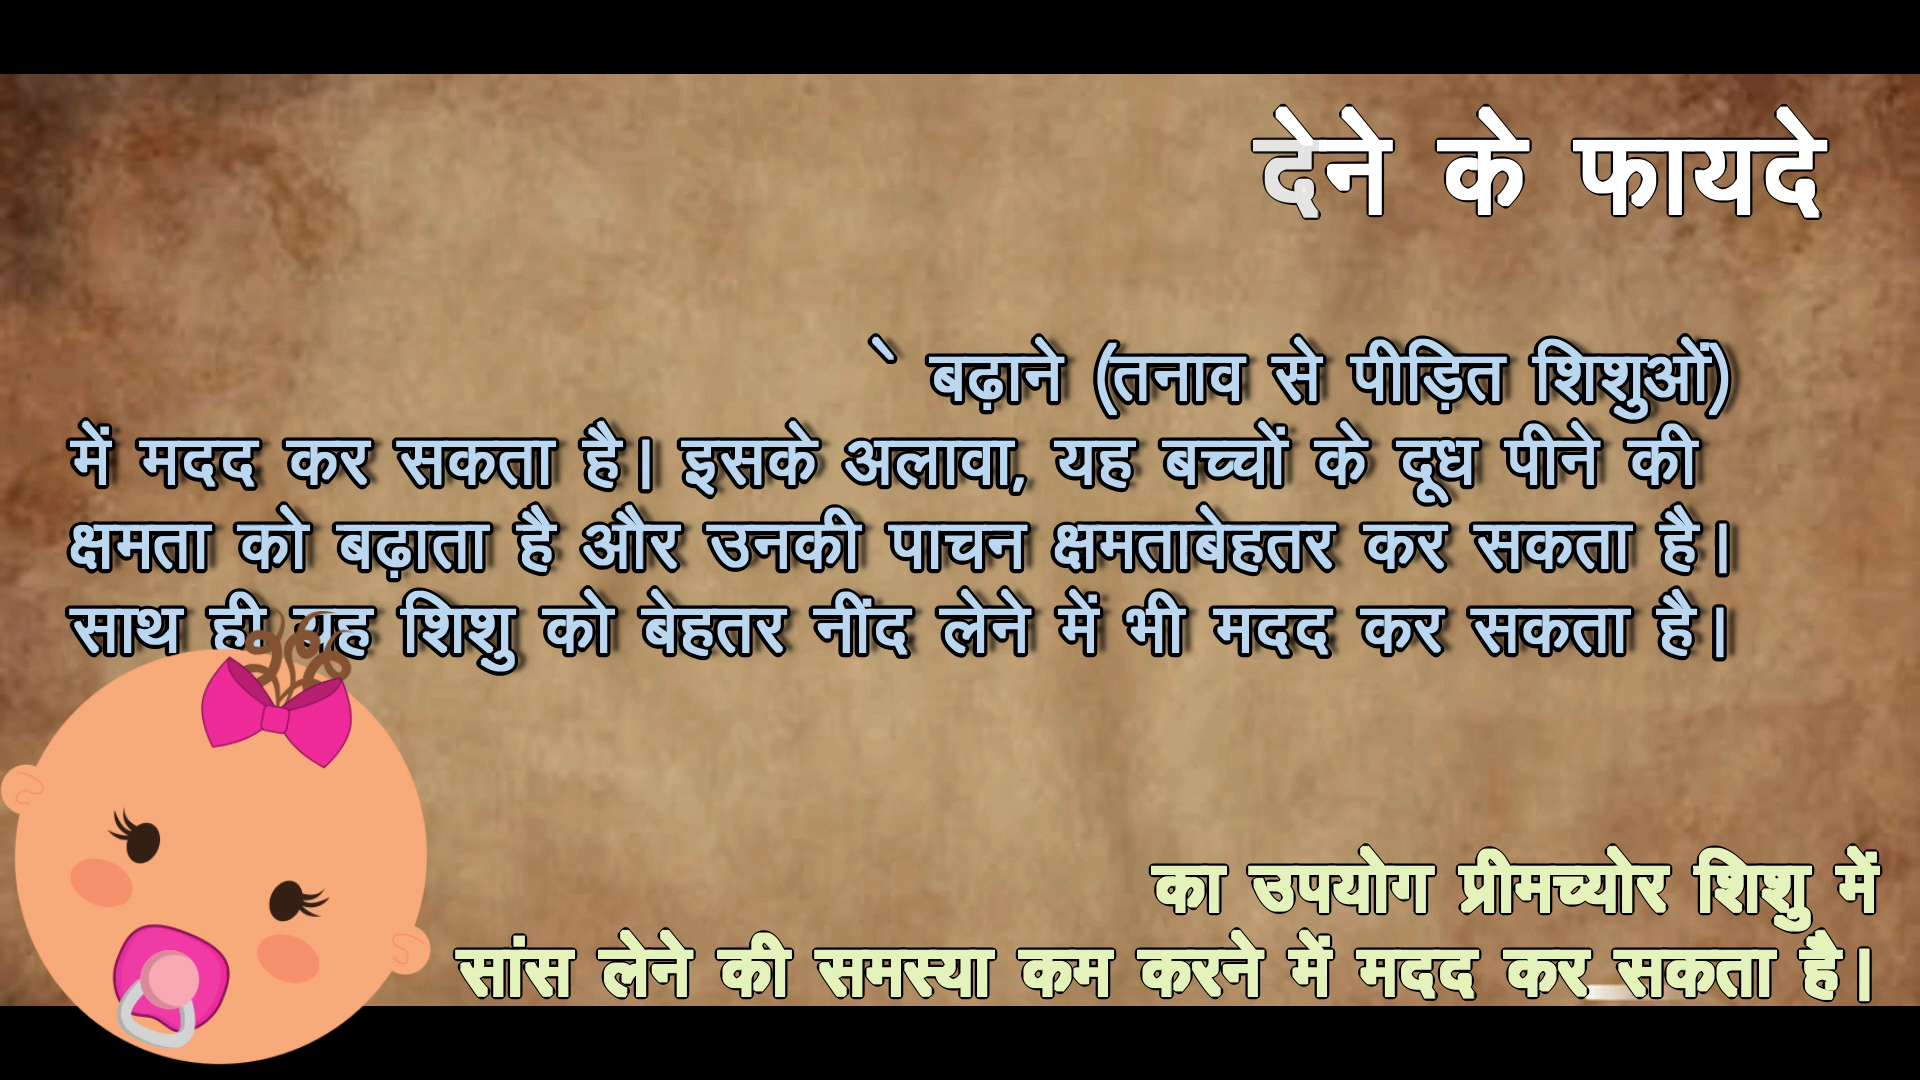 देने के फायदे
बढ़ाने (तनाव से पीड़ित शिशुओं)
में मदद कर सकता है। इसके अलावा, यह बच्चों के दूध पीने की
क्षमता को बढ़ाता है और उनकी पाचन क्षमताबेहतर कर सकता है।
साथ ही यह शिशु को बेहतर नींद लेने में भी मदद कर सकता है।
का उपयोग प्रीमच्योर शिशु में
सांस लेने की समस्या कम करने में मदद कर सकता है।